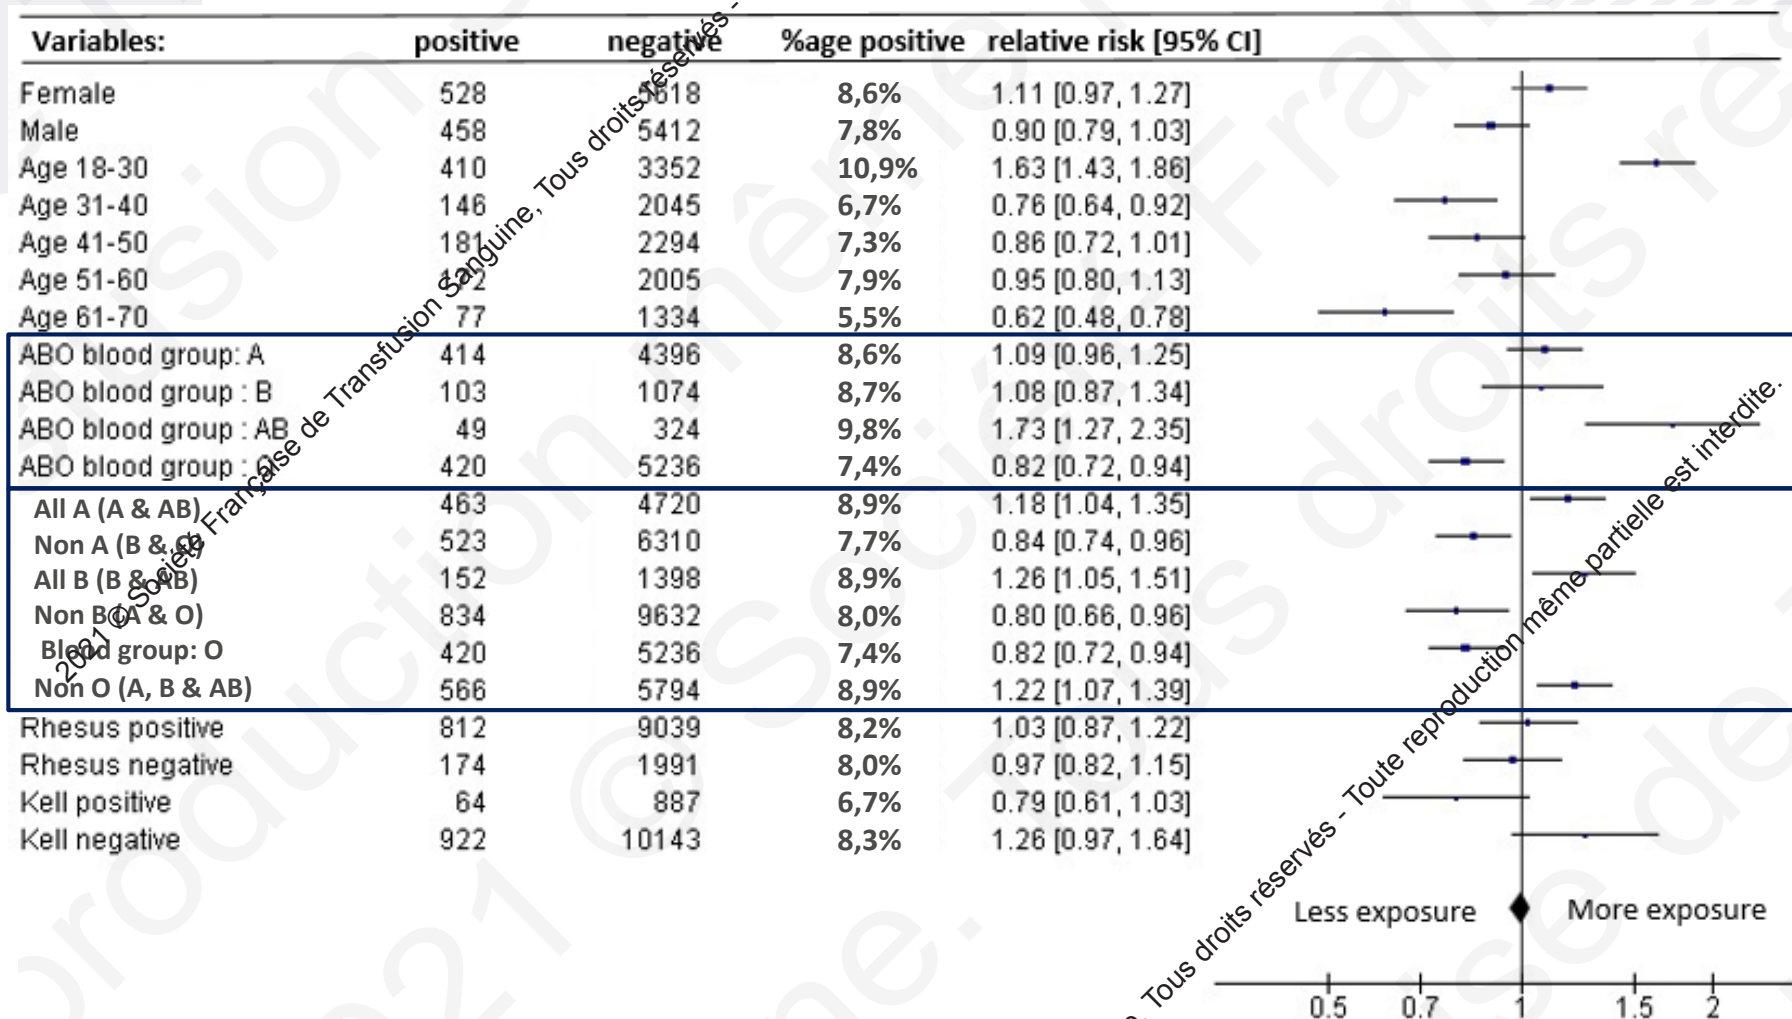 Variables: positive negative %age positive relative risk [95% CI]
Female 528 5618 8,6% 1.11 [0.97, 1.27]
Male 458 5412 7,8% 0.90 [0.79, 1.03]
Age 18-30 410 3352 10,9% 1.63 [1.43, 1.86]
Age 31-40 146 2045 6,7% 0.76 [0.64, 0.92]
Age 41-50 181 2294 7,3% 0.86 [0.72, 1.01]
Age 51-60 172 2005 7,9% 0.95 [0.80, 1.13]
Age 61-70 77 1334 5,5% 0.62 [0.48, 0.78]
ABO blood group: A 414 4396 8,6% 1.09 [0.96, 1.25]
ABO blood group : B 103 1074 8,7% 1.08 [0.87, 1.34]
ABO blood group : AB 49 324 9,8% 1.73 [1.27, 2.35]
ABO blood group : O 420 5236 7,4% 0.82 [0.72, 0.94]
All A (A & AB) 463 4720 8,9% 1.18 [1.04, 1.35]
Non A (B & O) 523 6310 7,7% 0.84 [0.74, 0.96]
All B (B & AB) 152 1398 8,9% 1.26 [1.05, 1.51]
Non B (A & O) 834 9632 8,0% 0.80 [0.66, 0.96]
Blood group: O 420 5236 7,4% 0.82 [0.72, 0.94]
Non O (A, B & AB) 566 5794 8,9% 1.22 [1.07, 1.39]
Rhesus positive 812 9039 8,2% 1.03 [0.87, 1.22]
Rhesus negative 174 1991 8,0% 0.97 [0.82, 1.15]
Kell positive 64 887 6,7% 0.79 [0.61, 1.03]
Kell negative 922 10143 8,3% 1.26 [0.97, 1.64]
Less exposure More exposure
0.5 0.7 1 1.5 2
2021 © Société Française de Transfusion Sanguine, Tous droits réservés -
Tous droits réservés - Toute reproduction même partielle est interdite.